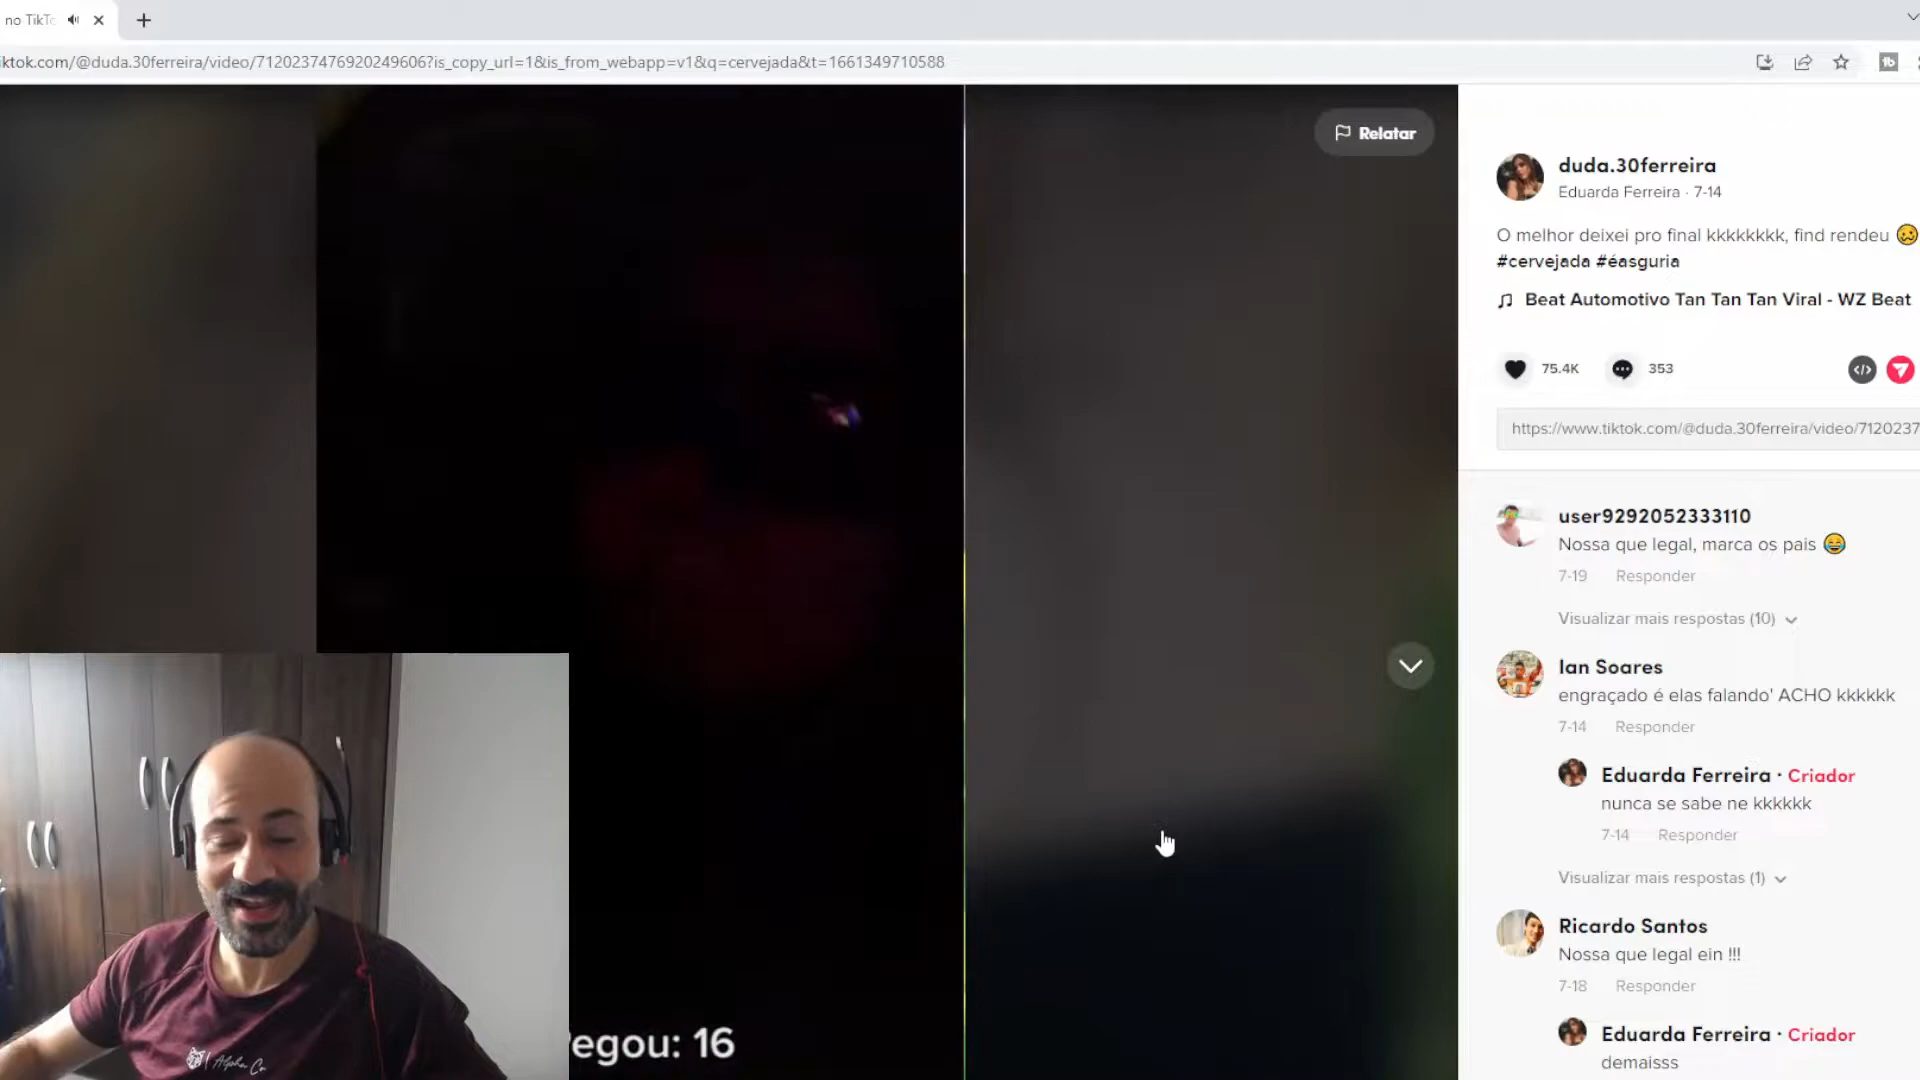 no TikTo
ktok.com/@duda.30ferreira/video/7120237476920249606?is_copy_url=1&is_from_webapp=v1&q=cervejada&t=1661349710588
Relatar
duda.30ferreira
Eduarda Ferreira · 7-14
O melhor deixei pro final kkkkkkkk, find rendeu 🥴
#cervejada #éasguria
Beat Automotivo Tan Tan Tan Viral - WZ Beat
75.4K
353
https://www.tiktok.com/@duda.30ferreira/video/7120237
user9292052333110
Nossa que legal, marca os pais 😂
7-19 Responder
Visualizar mais respostas (10)
Ian Soares
engraçado é elas falando' ACHO kkkkkk
7-14 Responder
Eduarda Ferreira · Criador
nunca se sabe ne kkkkkk
7-14 Responder
Visualizar mais respostas (1)
Ricardo Santos
Nossa que legal ein !!!
7-18 Responder
Eduarda Ferreira · Criador
demaisss
egou: 16
Alpha Co